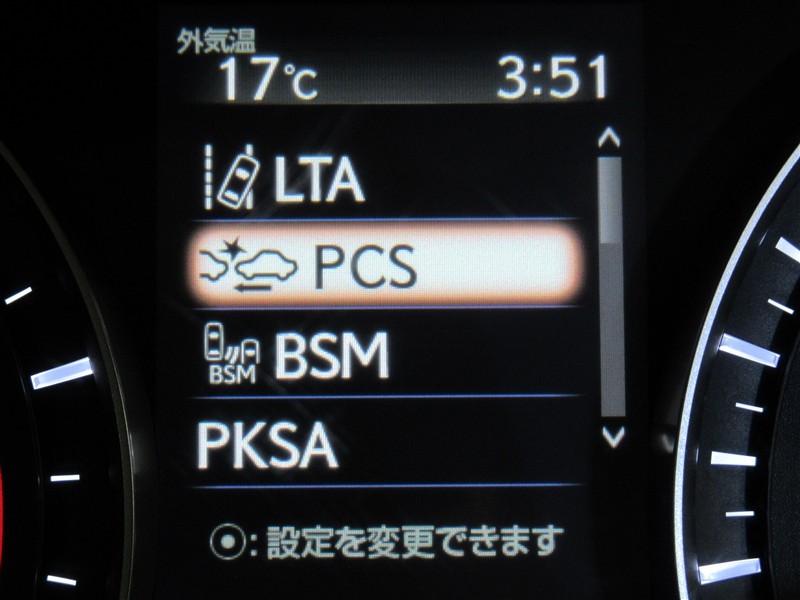 外気温
17℃ 3:51
LTA
PCS
BSM BSM
PKSA
⦿: 設定を変更できます